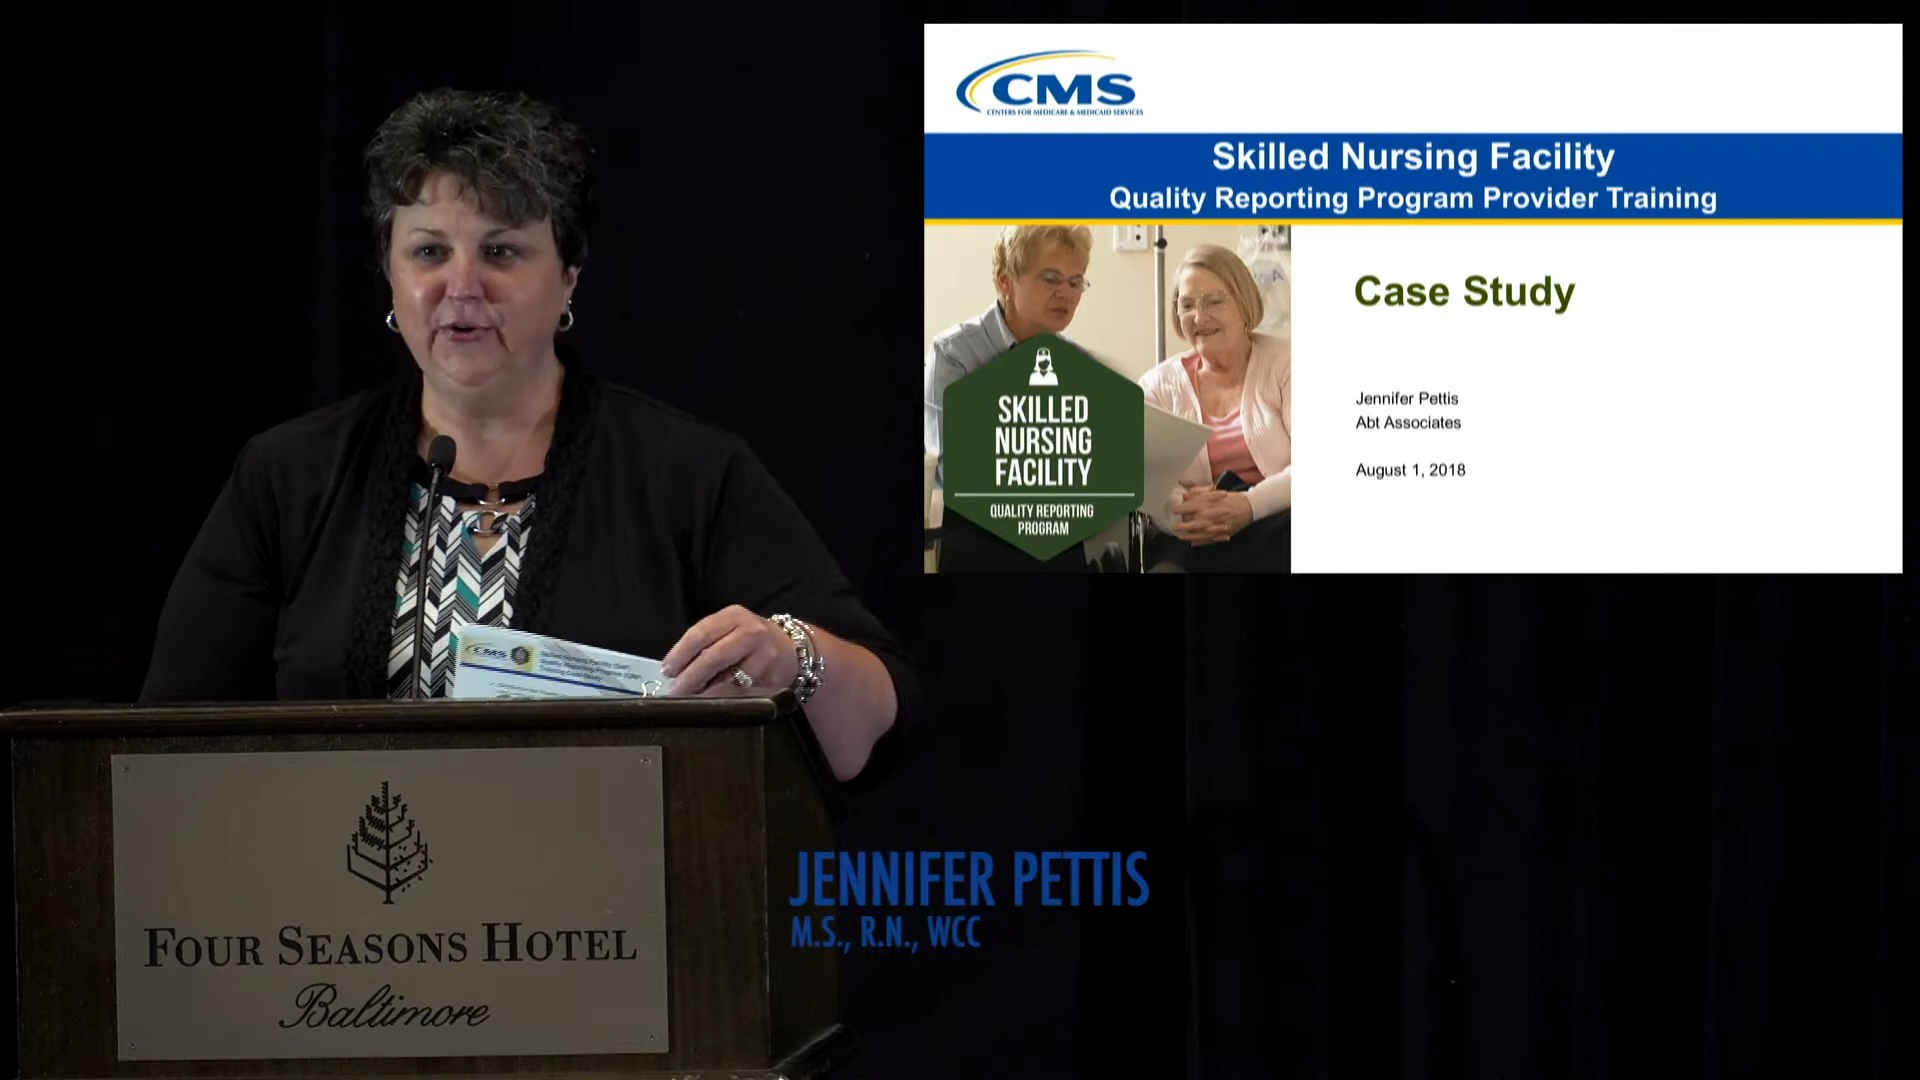 CMS
CENTERS FOR MEDICARE & MEDICAID SERVICES
Skilled Nursing Facility
Quality Reporting Program Provider Training
Case Study
Jennifer Pettis
Abt Associates
August 1, 2018
SKILLED
NURSING
FACILITY
QUALITY REPORTING
PROGRAM
CMS
JENNIFER PETTIS
M.S., R.N., WCC
FOUR SEASONS HOTEL
Baltimore